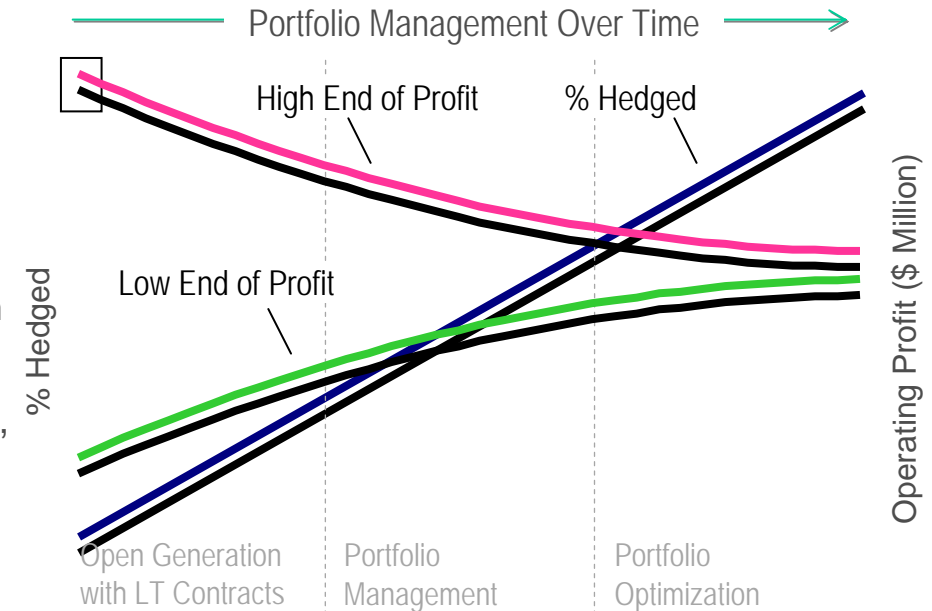 Portfolio Management Over Time
High End of Profit
% Hedged
Low End of Profit
% Hedged
Operating Profit ($ Million)
Open Generation
with LT Contracts
Portfolio
Management
Portfolio
Optimization